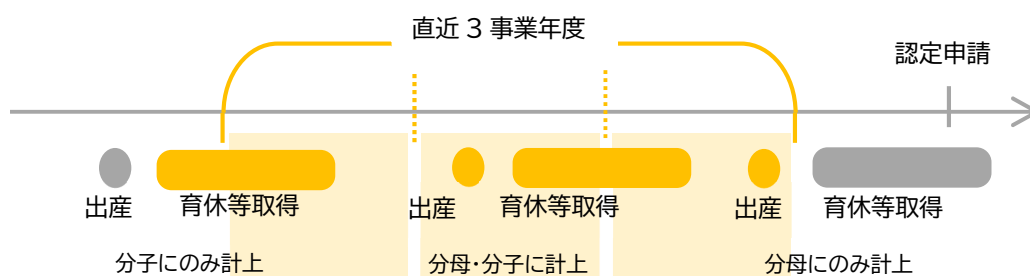 直近3事業年度
認定申請
出産
育休等取得
出産
育休等取得
出産
育休等取得
分子にのみ計上
分母・分子に計上
分母にのみ計上